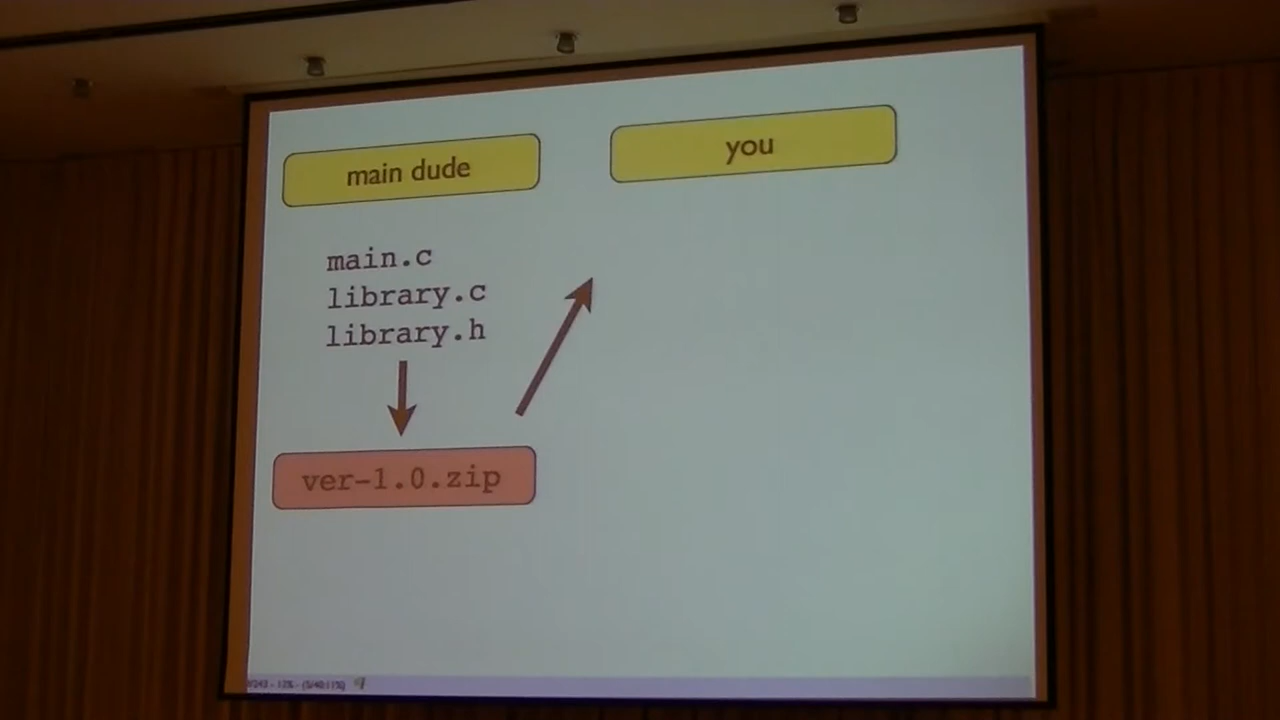 main dude
you
main.c
library.c
library.h
ver-1.0.zip